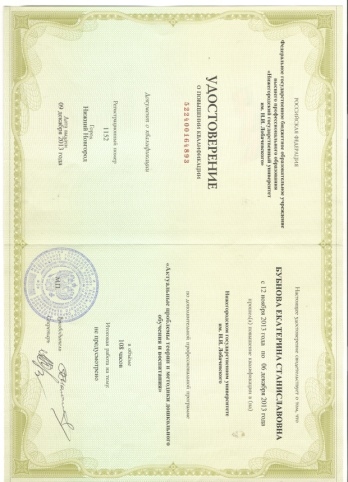 РОССИЙСКАЯ ФЕДЕРАЦИЯ
Федеральное государственное бюджетное образовательное учреждение
высшего профессионального образования
«Нижегородский государственный университет
им. Н.И. Лобачевского»
УДОСТОВЕРЕНИЕ
О ПОВЫШЕНИИ КВАЛИФИКАЦИИ
522400164893
Документ о квалификации
Регистрационный номер
1152
Город
Нижний Новгород
Дата выдачи
09 декабря 2013 года
Настоящее удостоверение свидетельствует о том, что
БУБНОВА ЕКАТЕРИНА СТАНИСЛАВОВНА
с 12 ноября 2013 года по 06 декабря 2013 года
прошел(а) повышение квалификации в (на)
Нижегородском государственном университете
им. Н.И. Лобачевского
по дополнительной профессиональной программе
«Актуальные проблемы теории и методики дошкольного
обучения и воспитания»
в объёме
108 часов
Итоговая работа на тему
не предусмотрено
М.П.
Руководитель
Секретарь